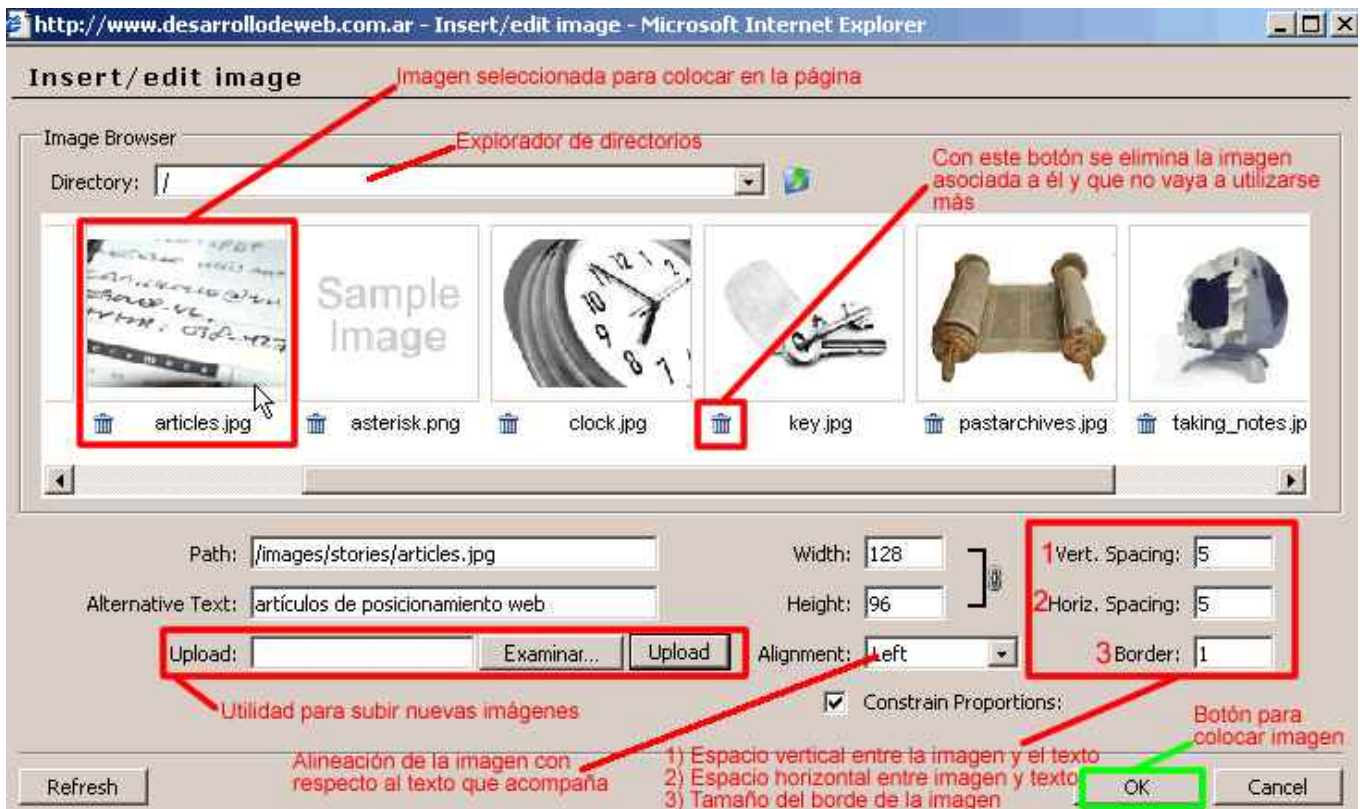 http://www.desarrollodeweb.com.ar - Insert/edit image - Microsoft Internet Explorer
Insert/edit image
Imagen seleccionada para colocar en la página
Image Browser
Explorador de directorios
Directory: /
Con este botón se elimina la imagen
asociada a él y que no vaya a utilizarse
más
Sample
Image
articles.jpg
asterisk.png
clock.jpg
key.jpg
pastarchives.jpg
taking_notes.jp
Path: /images/stories/articles.jpg
Width: 128
1 Vert. Spacing: 5
Alternative Text: artículos de posicionamiento web
Height: 96
2 Horiz. Spacing: 5
Upload: Examinar... Upload
Alignment: Left
3 Border: 1
Utilidad para subir nuevas imágenes
Constrain Proportions:
Botón para
colocar imagen
Alineación de la imagen con
respecto al texto que acompaña
1) Espacio vertical entre la imagen y el texto
2) Espacio horizontal entre imagen y texto
3) Tamaño del borde de la imagen
Refresh
OK
Cancel